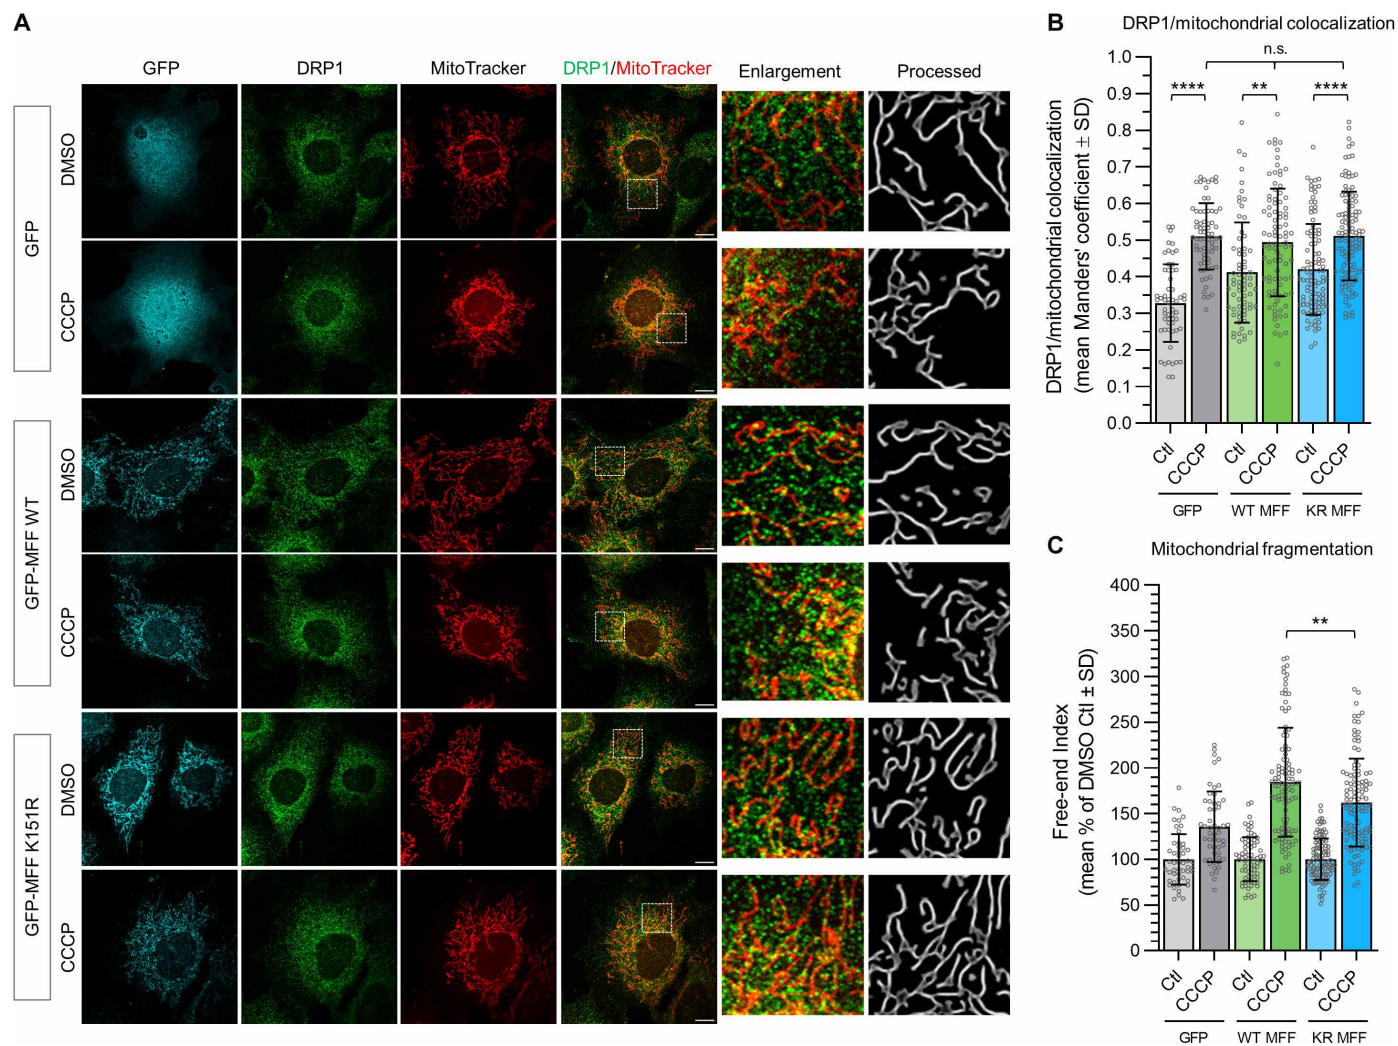 A
GFP
DRP1
MitoTracker
DRP1/MitoTracker
Enlargement
Processed
GFP
DMSO
CCCP
GFP-MFF WT
DMSO
CCCP
GFP-MFF K151R
DMSO
CCCP
B
DRP1/mitochondrial colocalization
n.s.
**** ** ****
DRP1/mitochondrial colocalization
(mean Manders' coefficient ± SD)
1.0
0.9
0.8
0.7
0.6
0.5
0.4
0.3
0.2
0.1
0.0
Ctl CCCP Ctl CCCP Ctl CCCP
GFP WT MFF KR MFF
C
Mitochondrial fragmentation
**
Free-end Index
(mean % of DMSO Ctl ± SD)
400
350
300
250
200
150
100
50
0
Ctl CCCP Ctl CCCP Ctl CCCP
GFP WT MFF KR MFF